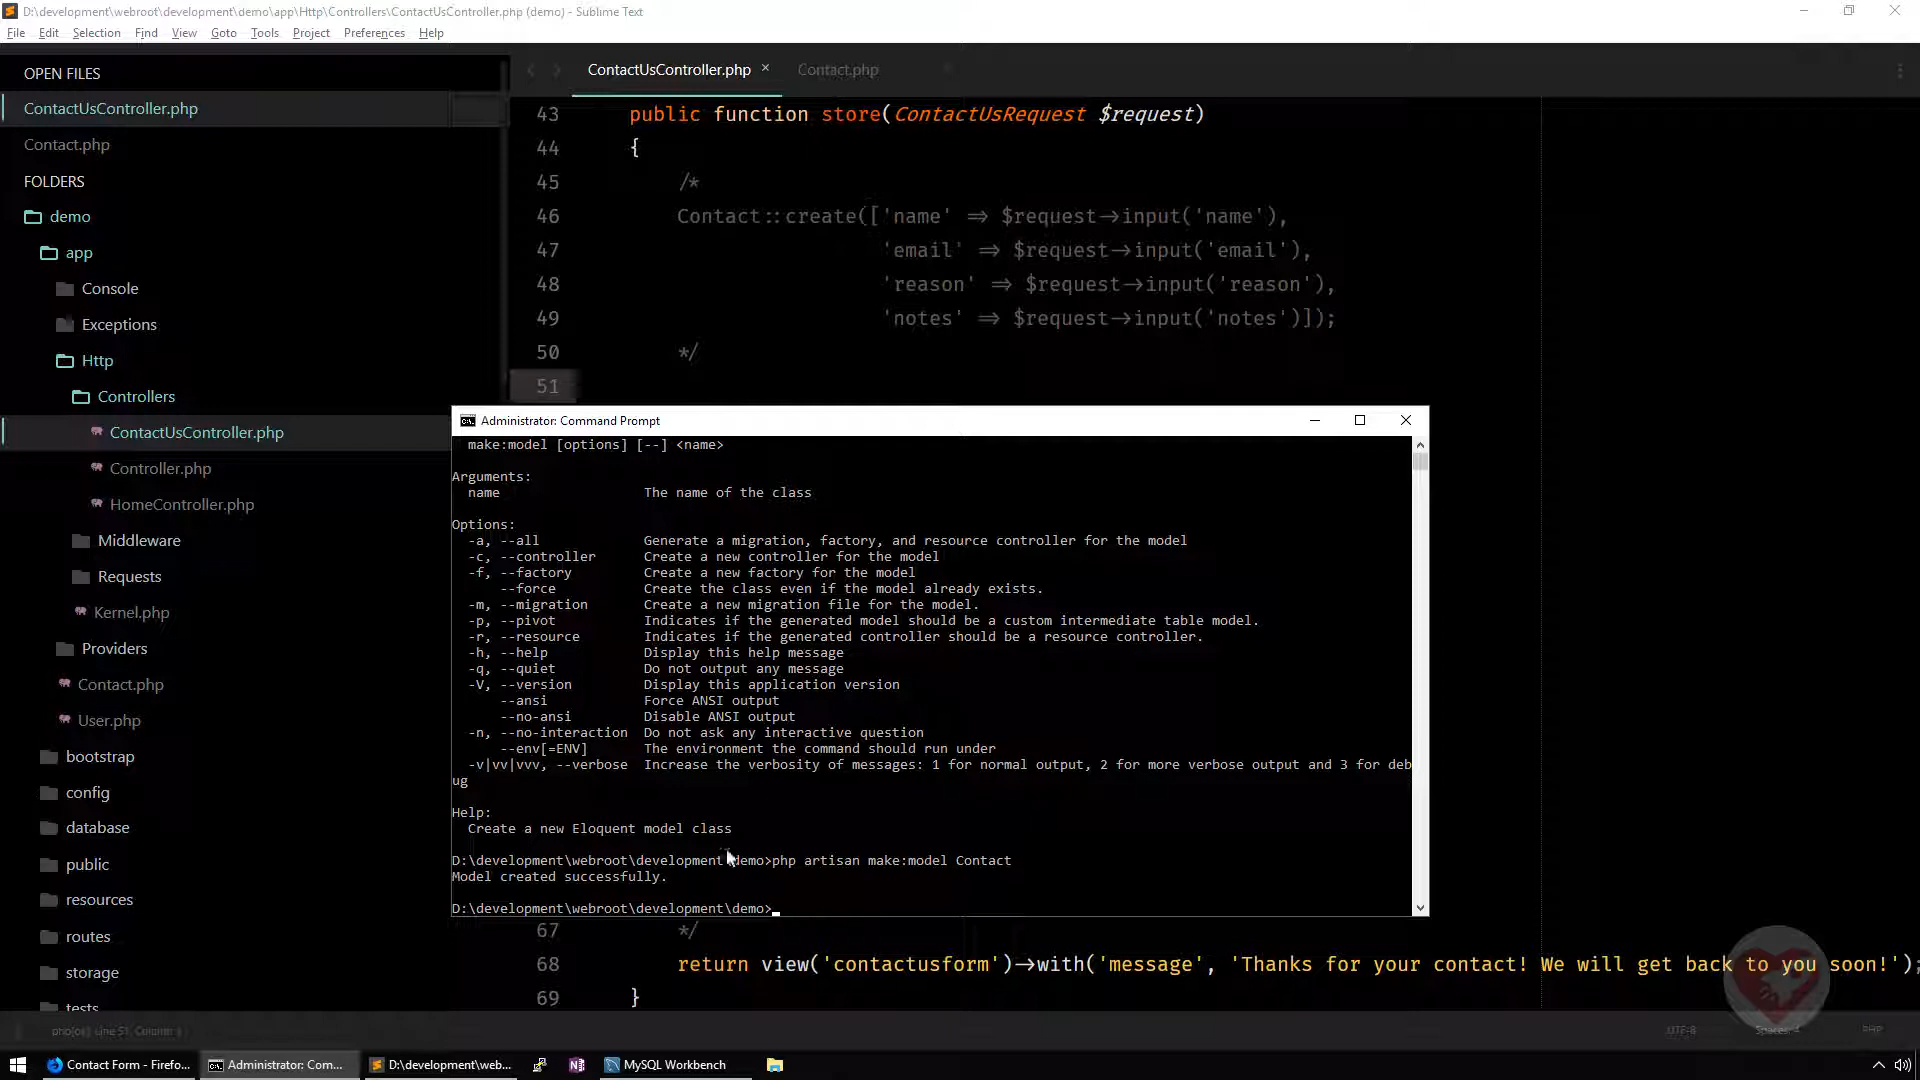 D:\development\webroot\development\demo\app\Http\Controllers\ContactUsController.php (demo) - Sublime Text
File Edit Selection Find View Goto Tools Project Preferences Help
OPEN FILES
ContactUsController.php
Contact.php
FOLDERS
demo
app
Console
Exceptions
Http
Controllers
ContactUsController.php
Controller.php
HomeController.php
Middleware
Requests
Kernel.php
Providers
Contact.php
User.php
bootstrap
config
database
public
resources
routes
storage
tests
ContactUsController.php × Contact.php
43 public function store(ContactUsRequest $request)
44 {
45 /*
46 Contact::create(['name' => $request->input('name'),
47 'email' => $request->input('email'),
48 'reason' => $request->input('reason'),
49 'notes' => $request->input('notes')]);
50 */
51
Administrator: Command Prompt
make:model [options] [--] <name>
Arguments:
name The name of the class
Options:
-a, --all Generate a migration, factory, and resource controller for the model
-c, --controller Create a new controller for the model
-f, --factory Create a new factory for the model
--force Create the class even if the model already exists.
-m, --migration Create a new migration file for the model.
-p, --pivot Indicates if the generated model should be a custom intermediate table model.
-r, --resource Indicates if the generated controller should be a resource controller.
-h, --help Display this help message
-q, --quiet Do not output any message
-V, --version Display this application version
--ansi Force ANSI output
--no-ansi Disable ANSI output
-n, --no-interaction Do not ask any interactive question
--env[=ENV] The environment the command should run under
-v|vv|vvv, --verbose Increase the verbosity of messages: 1 for normal output, 2 for more verbose output and 3 for deb
ug
Help:
Create a new Eloquent model class
D:\development\webroot\development\demo>php artisan make:model Contact
Model created successfully.
D:\development\webroot\development\demo>
67 */
68 return view('contactusform')->with('message', 'Thanks for your contact! We will get back to you soon!');
69 }
Line 51, Column UTF-8 Spaces: 4 PHP
Contact Form - Firefo... Administrator: Com... D:\development\web... MySQL Workbench